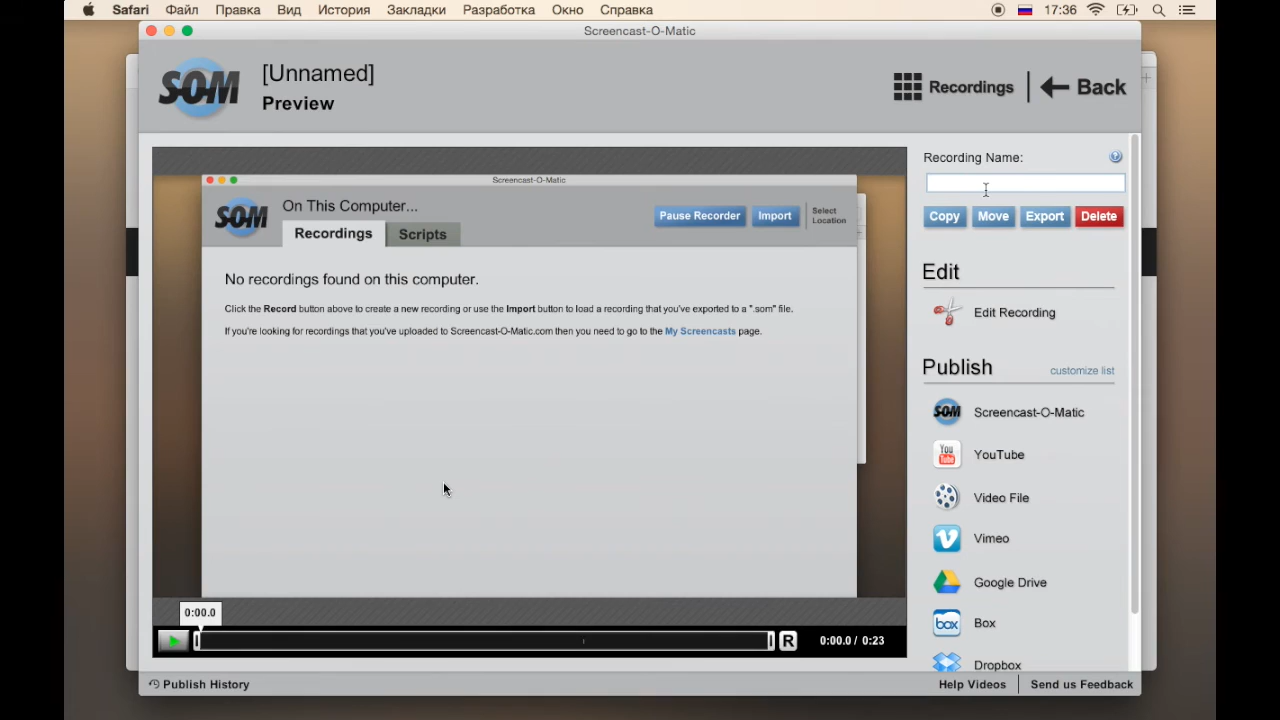 Safari Файл Правка Вид История Закладки Разработка Окно Справка 17:36
Screencast-O-Matic
SOM
[Unnamed]
Preview
Recordings
Back
Screencast-O-Matic
SOM
On This Computer...
Recordings
Scripts
Pause Recorder
Import
Select
Location
No recordings found on this computer.
Click the Record button above to create a new recording or use the Import button to load a recording that you've exported to a ".som" file.
If you're looking for recordings that you've uploaded to Screencast-O-Matic.com then you need to go to the My Screencasts page.
0:00.0
R
0:00.0 / 0:23
Recording Name:
?
Copy
Move
Export
Delete
Edit
Edit Recording
Publish
customize list
SOM
Screencast-O-Matic
You
Tube
YouTube
Video File
Vimeo
Google Drive
box
Box
Dropbox
Publish History
Help Videos
Send us Feedback